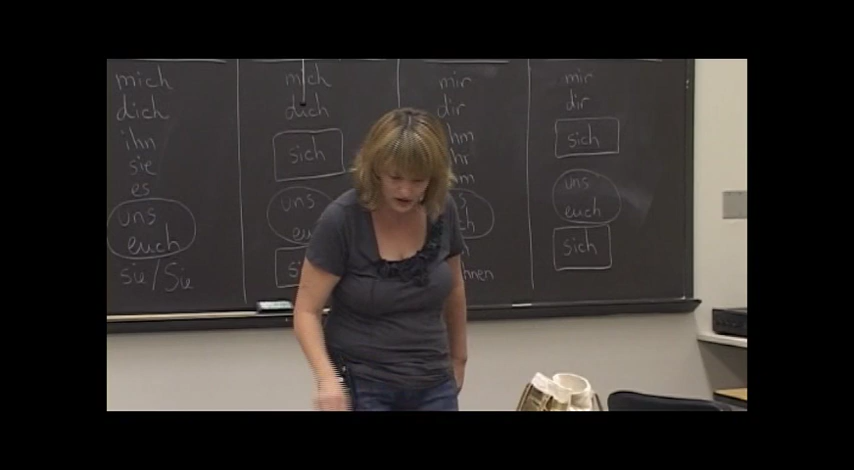 mich
dich
ihn
sie
es
uns
euch
sie/Sie
mich
dich
sich
uns
mir
dir
mir
dir
sich
uns
euch
sich